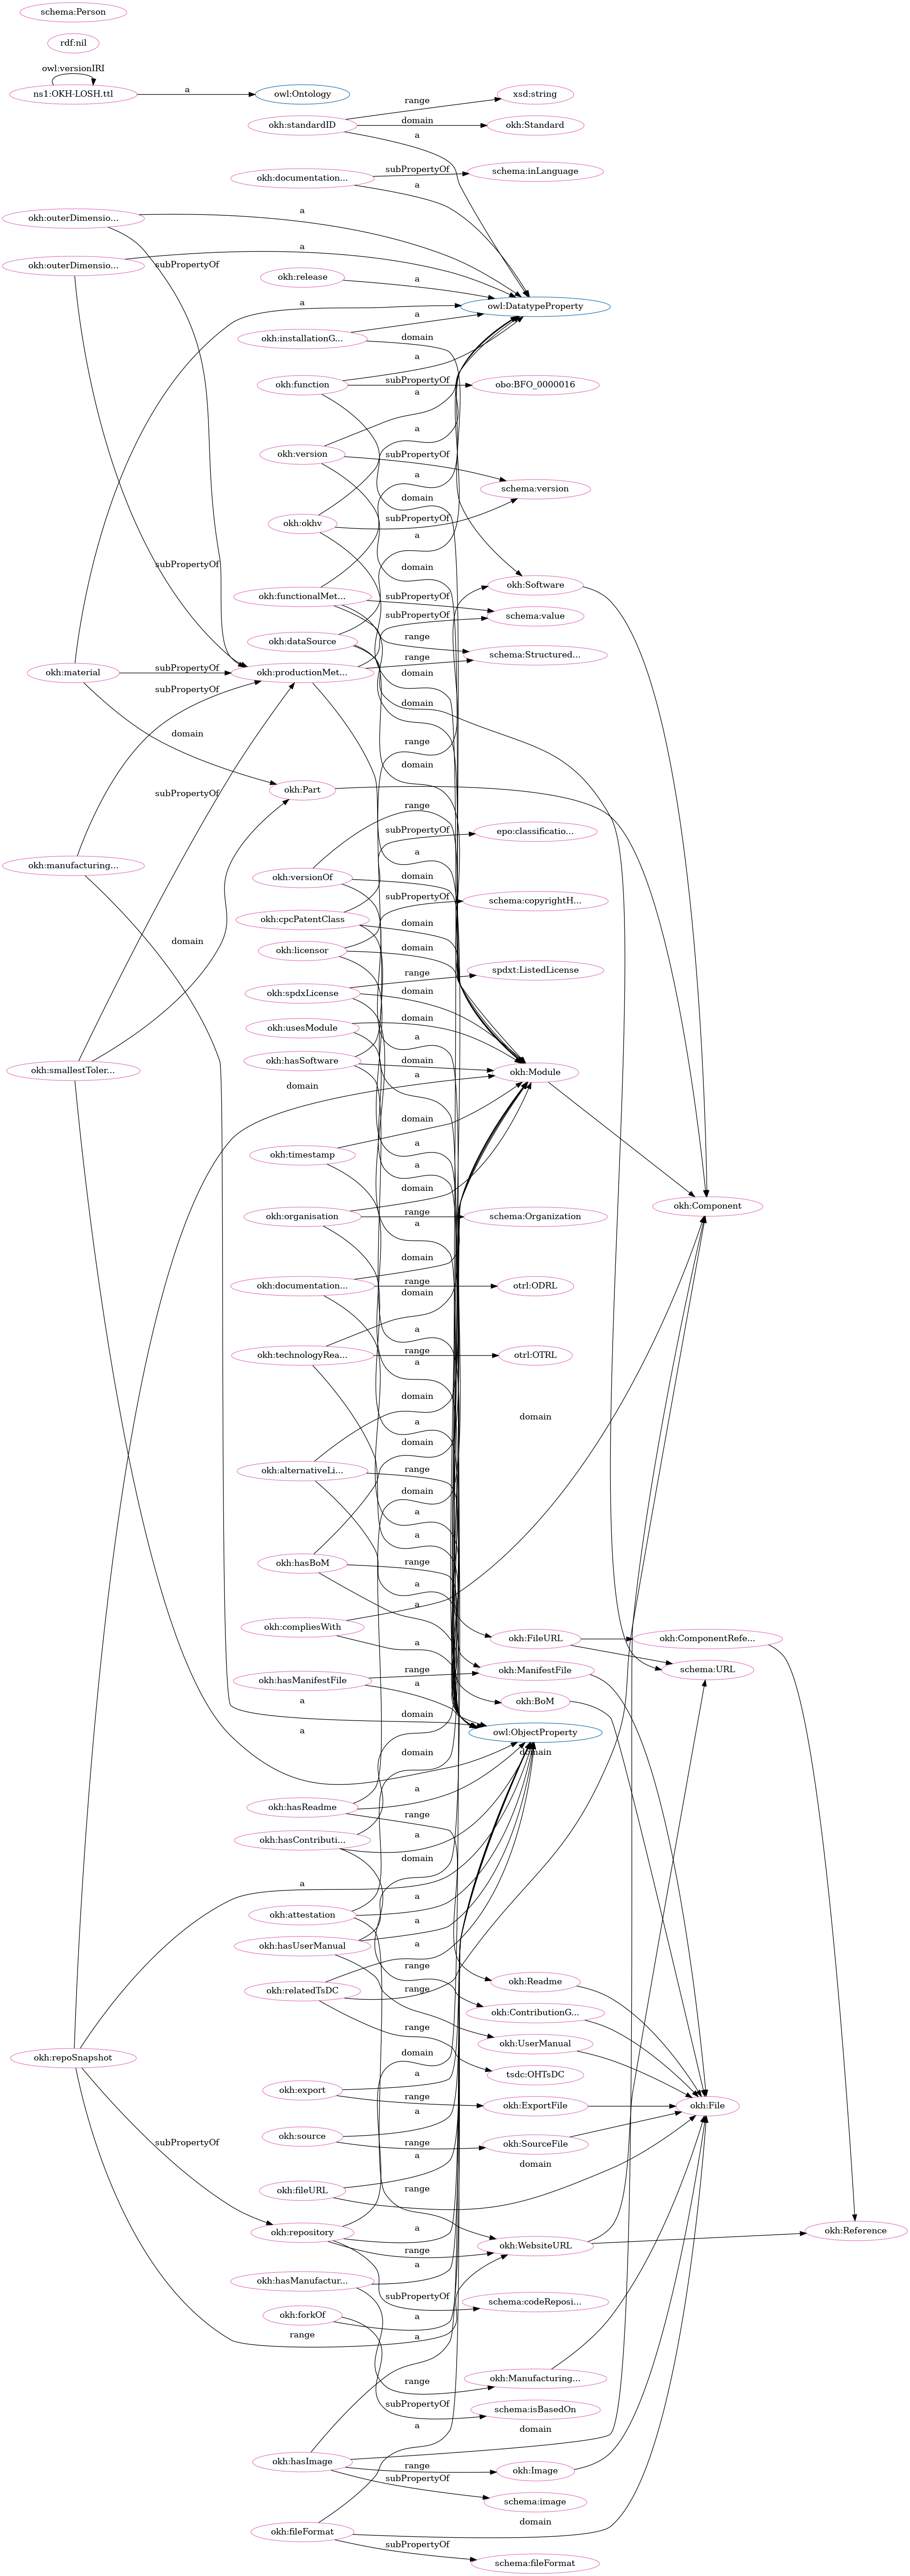 schema:Person
rdf:nil
owl:versionIRI
ns1:OKH-LOSH.ttl
a
owl:Ontology
okh:standardID
range
xsd:string
domain
okh:Standard
a
okh:documentation...
subPropertyOf
schema:inLanguage
a
okh:outerDimensio...
a
okh:outerDimensio...
a
subPropertyOf
okh:release
a
owl:DatatypeProperty
a
okh:installationG...
a
domain
okh:function
a
subPropertyOf
obo:BFO_0000016
a
okh:version
a
subPropertyOf
schema:version
a
domain
okh:okhv
subPropertyOf
a
subPropertyOf
domain
okh:Software
okh:functionalMet...
subPropertyOf
schema:value
subPropertyOf
okh:dataSource
range
schema:Structured...
range
okh:material
subPropertyOf
okh:productionMet...
domain
subPropertyOf
domain
domain
range
domain
okh:Part
subPropertyOf
range
subPropertyOf
epo:classificatio...
okh:manufacturing...
a
okh:versionOf
domain
subPropertyOf
schema:copyrightH...
okh:cpcPatentClass
domain
domain
okh:licensor
domain
range
spdxt:ListedLicense
okh:spdxLicense
domain
okh:usesModule
domain
a
okh:hasSoftware
domain
okh:smallestToler...
a
okh:Module
domain
okh:timestamp
domain
a
a
domain
okh:organisation
range
schema:Organization
okh:Component
a
domain
okh:documentation...
range
otrl:ODRL
domain
a
okh:technologyRea...
range
otrl:OTRL
a
domain
domain
a
domain
okh:alternativeLi...
range
domain
a
a
okh:hasBoM
range
a
a
okh:compliesWith
a
okh:FileURL
okh:ComponentRefe...
okh:hasManifestFile
range
okh:ManifestFile
schema:URL
a
a
okh:BoM
domain
a
owl:ObjectProperty
domain
domain
a
okh:hasReadme
range
okh:hasContributi...
a
domain
a
okh:attestation
a
a
okh:hasUserManual
a
range
okh:relatedTsDC
range
okh:Readme
range
okh:ContributionG...
okh:UserManual
domain
okh:repoSnapshot
a
tsdc:OHTsDC
okh:export
range
okh:ExportFile
okh:File
a
okh:source
range
okh:SourceFile
subPropertyOf
a
domain
okh:fileURL
range
a
okh:repository
range
okh:WebsiteURL
okh:Reference
a
okh:hasManufactur...
subPropertyOf
schema:codeReposi...
a
okh:forkOf
range
a
range
okh:Manufacturing...
subPropertyOf
schema:isBasedOn
a
domain
okh:hasImage
range
okh:Image
subPropertyOf
schema:image
domain
okh:fileFormat
subPropertyOf
schema:fileFormat